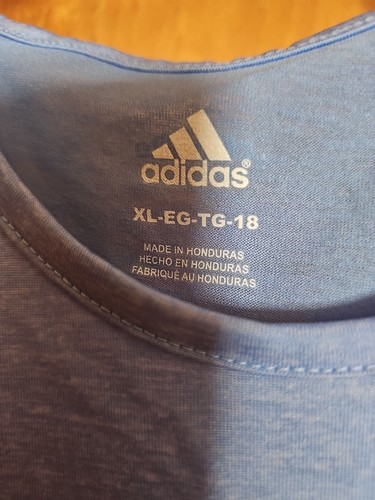 adidas®
XL-EG-TG-18
MADE IN HONDURAS
HECHO EN HONDURAS
FABRIQUÉ AU HONDURAS